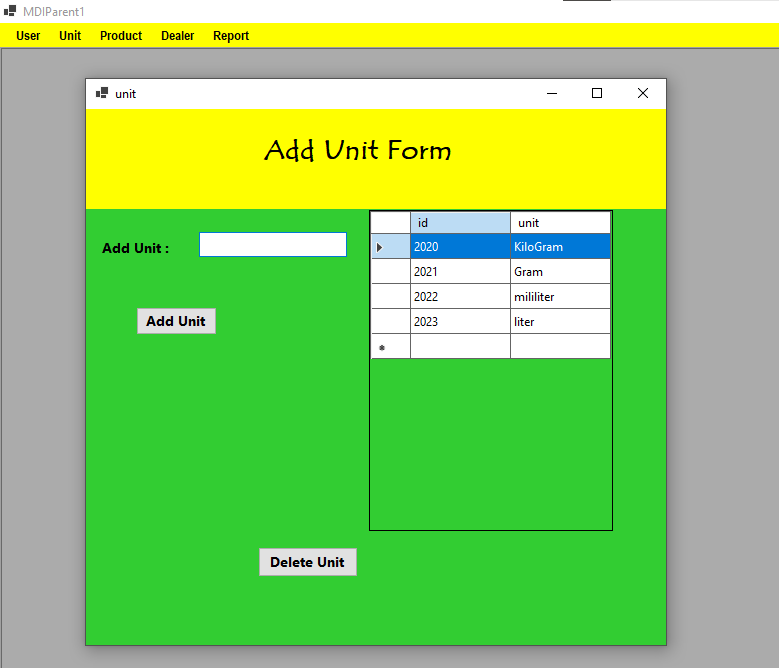 MDIParent1
User Unit Product Dealer Report
unit
Add Unit Form
id unit
Add Unit : 2020 KiloGram
2021 Gram
2022 mililiter
Add Unit 2023 liter
*
Delete Unit